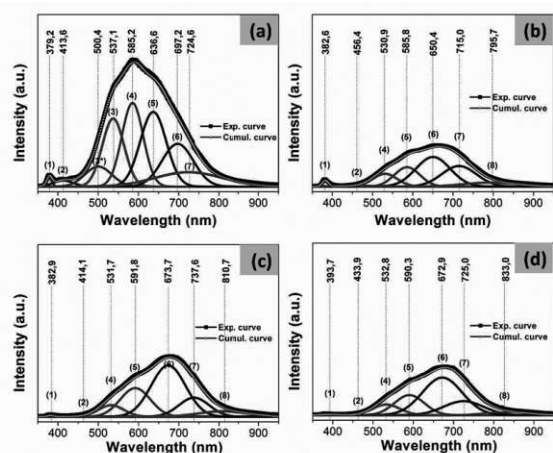 (a)
379,2
413,6
500,4
537,1
585,2
636,6
697,2
724,6
(1)
(2)
(3)
(4)
(5)
(6)
(7)
Exp. curve
Cumul. curve
Intensity (a.u.)
400 500 600 700 800 900
Wavelength (nm)
(b)
382,6
456,4
530,9
585,8
650,4
715,0
795,7
(1)
(2)
(4)
(5)
(6)
(7)
(8)
Exp. curve
Cumul. curve
Intensity (a.u.)
400 500 600 700 800 900
Wavelength (nm)
(c)
382,9
414,1
531,7
591,8
673,7
737,6
810,7
(1)
(2)
(4)
(5)
(6)
(7)
(8)
Exp. curve
Cumul. curve
Intensity (a.u.)
400 500 600 700 800 900
Wavelength (nm)
(d)
393,7
433,9
532,8
590,3
672,9
725,0
833,0
(1)
(2)
(4)
(5)
(6)
(7)
(8)
Exp. curve
Cumul. curve
Intensity (a.u.)
400 500 600 700 800 900
Wavelength (nm)